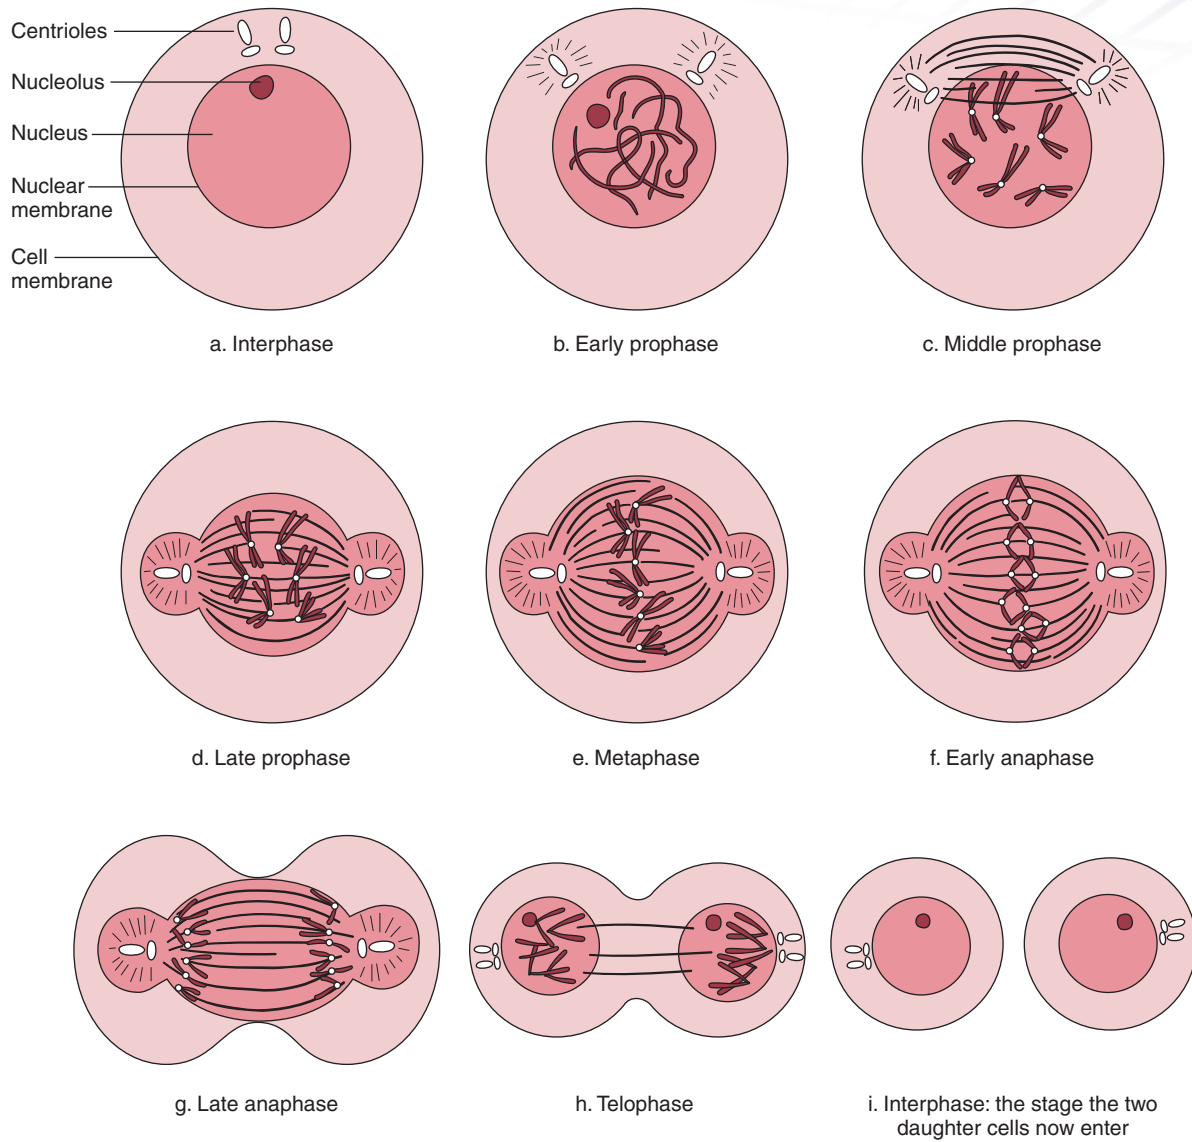 Centrioles
Nucleolus
Nucleus
Nuclear
membrane
Cell
membrane
a. Interphase
b. Early prophase
c. Middle prophase
d. Late prophase
e. Metaphase
f. Early anaphase
g. Late anaphase
h. Telophase
i. Interphase: the stage the two
daughter cells now enter